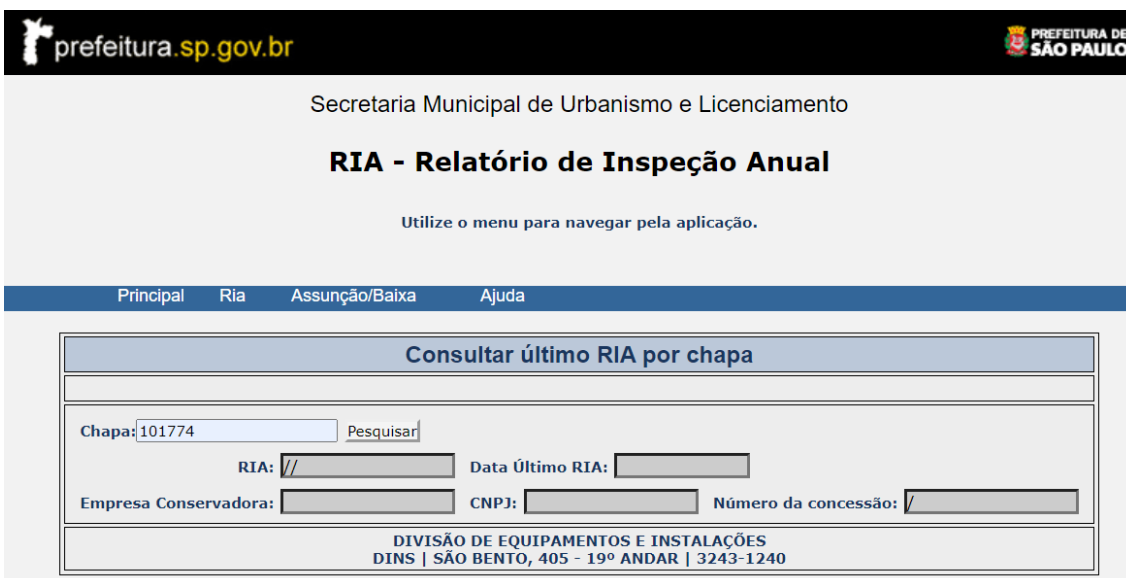 prefeitura.sp.gov.br
PREFEITURA DE
SÃO PAULO
Secretaria Municipal de Urbanismo e Licenciamento
RIA - Relatório de Inspeção Anual
Utilize o menu para navegar pela aplicação.
Principal Ria Assunção/Baixa Ajuda
Consultar último RIA por chapa
Chapa: 101774 Pesquisar
RIA: // Data Último RIA:
Empresa Conservadora: CNPJ: Número da concessão: /
DIVISÃO DE EQUIPAMENTOS E INSTALAÇÕES
DINS | SÃO BENTO, 405 - 19º ANDAR | 3243-1240